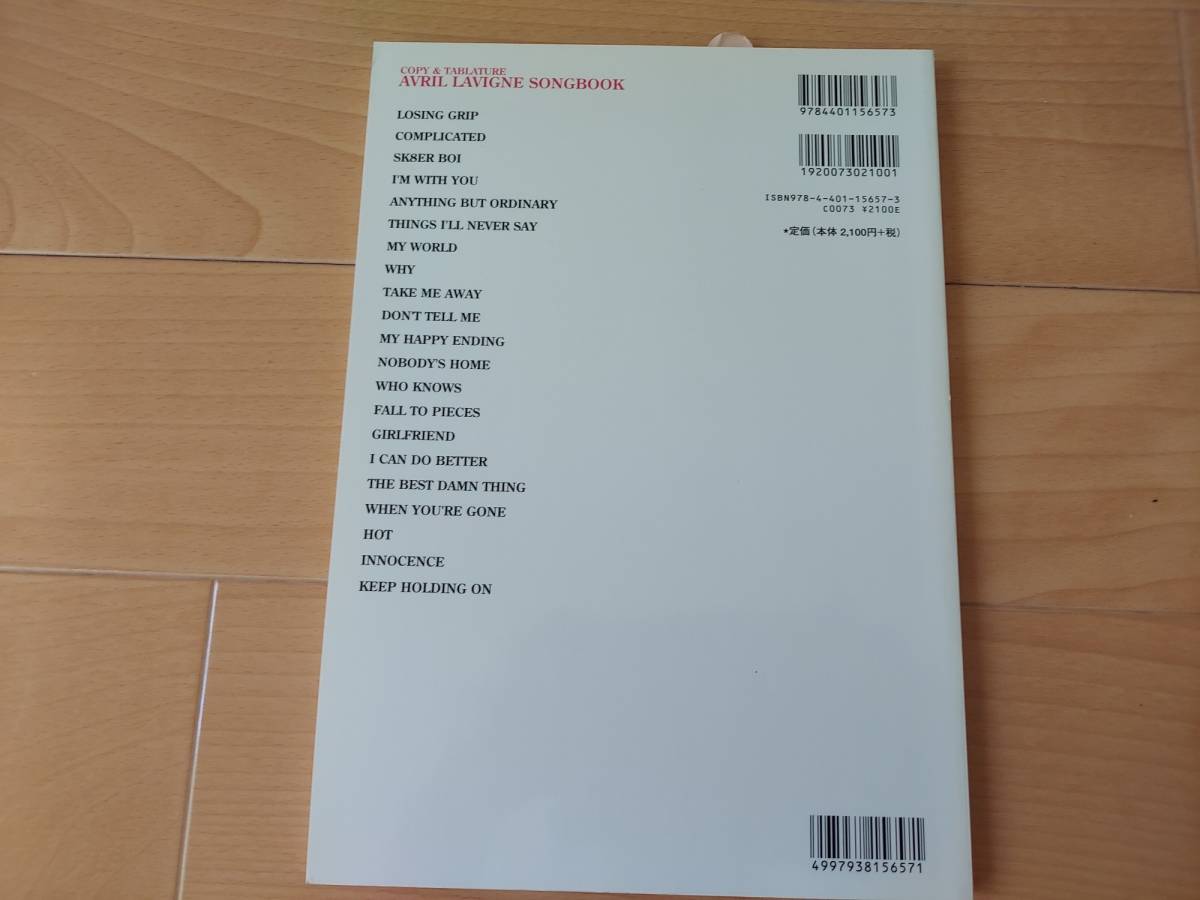 COPY & TABLATURE
AVRIL LAVIGNE SONGBOOK
LOSING GRIP
COMPLICATED
SK8ER BOI
I'M WITH YOU
ANYTHING BUT ORDINARY
THINGS I'LL NEVER SAY
MY WORLD
WHY
TAKE ME AWAY
DON'T TELL ME
MY HAPPY ENDING
NOBODY'S HOME
WHO KNOWS
FALL TO PIECES
GIRLFRIEND
I CAN DO BETTER
THE BEST DAMN THING
WHEN YOU'RE GONE
HOT
INNOCENCE
KEEP HOLDING ON
9784401156573
1920073021001
ISBN978-4-401-15657-3
C0073 ¥2100E
★定価(本体 2,100円+税)
4997938156571